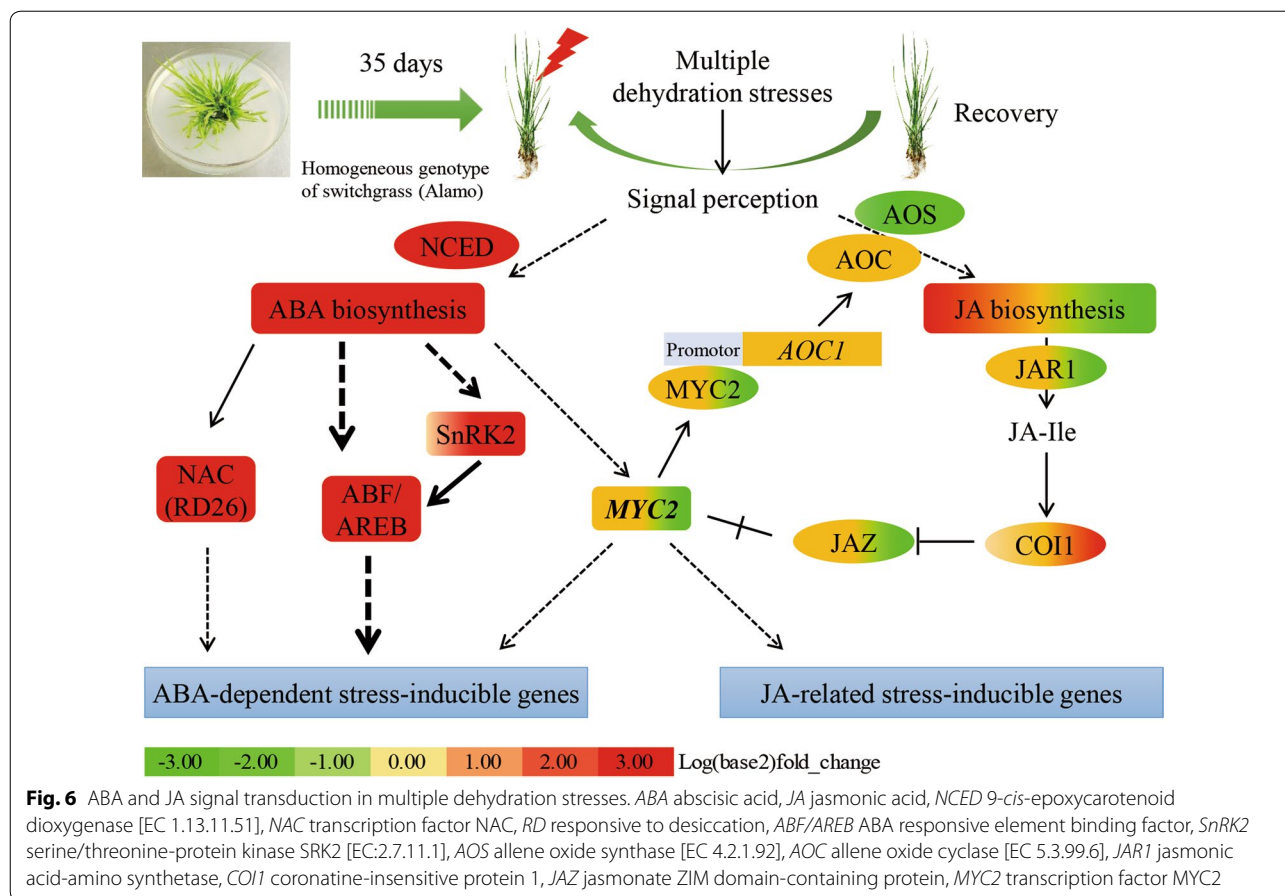 35 days
Homogeneous genotype
of switchgrass (Alamo)
Multiple
dehydration stresses
Recovery
Signal perception
NCED
AOS
AOC
ABA biosynthesis
JA biosynthesis
Promotor
AOC1
MYC2
JAR1
JA-Ile
SnRK2
NAC
(RD26)
ABF/
AREB
MYC2
JAZ
COI1
ABA-dependent stress-inducible genes
JA-related stress-inducible genes
-3.00 -2.00 -1.00 0.00 1.00 2.00 3.00 Log(base2)fold_change
Fig. 6 ABA and JA signal transduction in multiple dehydration stresses. ABA abscisic acid, JA jasmonic acid, NCED 9-cis-epoxycarotenoid
dioxygenase [EC 1.13.11.51], NAC transcription factor NAC, RD responsive to desiccation, ABF/AREB ABA responsive element binding factor, SnRK2
serine/threonine-protein kinase SRK2 [EC:2.7.11.1], AOS allene oxide synthase [EC 4.2.1.92], AOC allene oxide cyclase [EC 5.3.99.6], JAR1 jasmonic
acid-amino synthetase, COI1 coronatine-insensitive protein 1, JAZ jasmonate ZIM domain-containing protein, MYC2 transcription factor MYC2